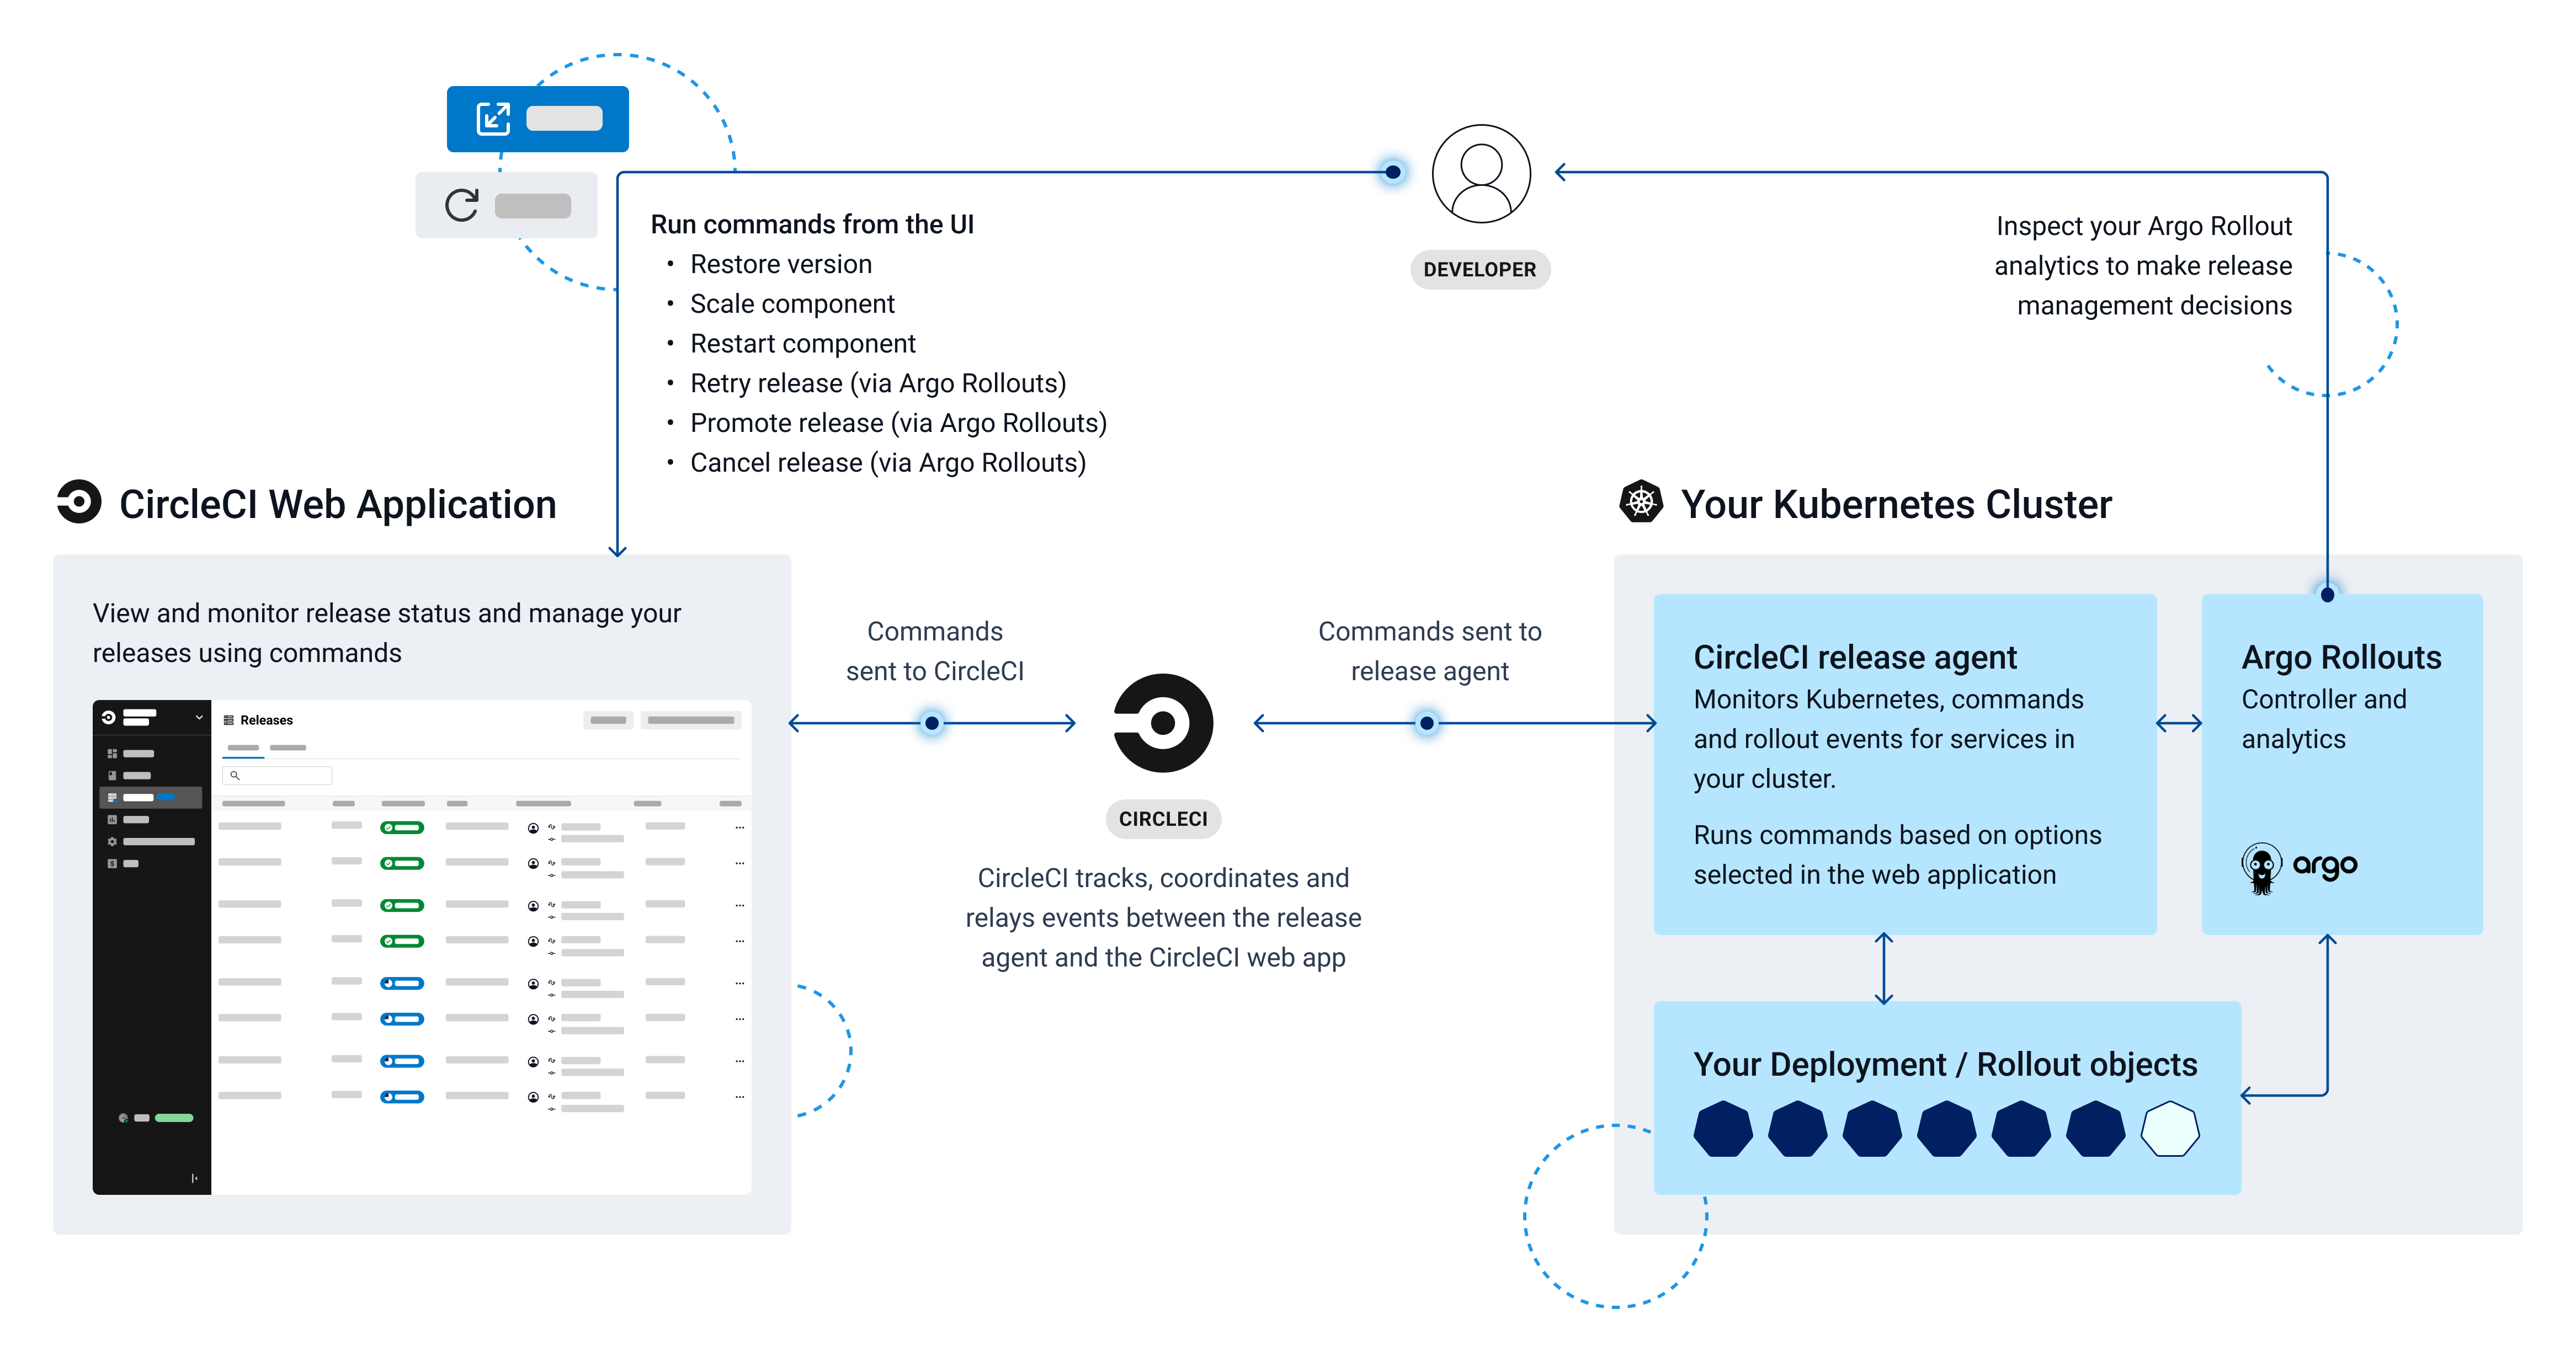 Run commands from the UI
• Restore version
• Scale component
• Restart component
• Retry release (via Argo Rollouts)
• Promote release (via Argo Rollouts)
• Cancel release (via Argo Rollouts)
DEVELOPER
Inspect your Argo Rollout
analytics to make release
management decisions
CircleCI Web Application
View and monitor release status and manage your
releases using commands
Releases
Commands
sent to CircleCI
CIRCLECI
CircleCI tracks, coordinates and
relays events between the release
agent and the CircleCI web app
Commands sent to
release agent
Your Kubernetes Cluster
CircleCI release agent
Monitors Kubernetes, commands
and rollout events for services in
your cluster.
Runs commands based on options
selected in the web application
Argo Rollouts
Controller and
analytics
argo
Your Deployment / Rollout objects